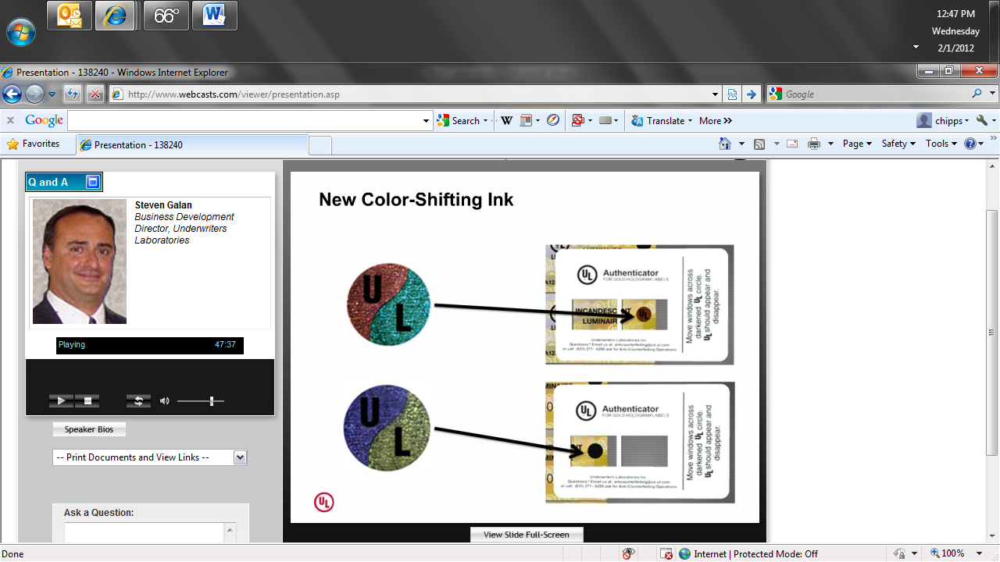 66°
12:47 PM
Wednesday
2/1/2012
Presentation - 138240 - Windows Internet Explorer
http://www.webcasts.com/viewer/presentation.asp
Google
X Google
Search
W
Translate
More »
chipps
Favorites
Presentation - 138240
Page
Safety
Tools
Q and A
Steven Galan
Business Development
Director, Underwriters
Laboratories
Playing 47:37
Speaker Bios
-- Print Documents and View Links --
Ask a Question:
New Color-Shifting Ink
UL
UL Authenticator
FOR GOLD HOLOGRAM LABELS
INCANDESC NT
LUMINAIR
UL
Underwriters Laboratories Inc.
Questions? Email us at: anticounterfeiting@us.ul.com
or call: (631) 271 - 6200 ask for Anti-Counterfeiting Operations
Move windows across
darkened UL circle.
UL should appear and
disappear.
UL
UL Authenticator
FOR GOLD HOLOGRAM LABELS
Underwriters Laboratories Inc.
Questions? Email us at: anticounterfeiting@us.ul.com
or call: (631) 271 - 6200 ask for Anti-Counterfeiting Operations
Move windows across
darkened UL circle.
UL should appear and
disappear.
UL
View Slide Full-Screen
Done
Internet | Protected Mode: Off
100%